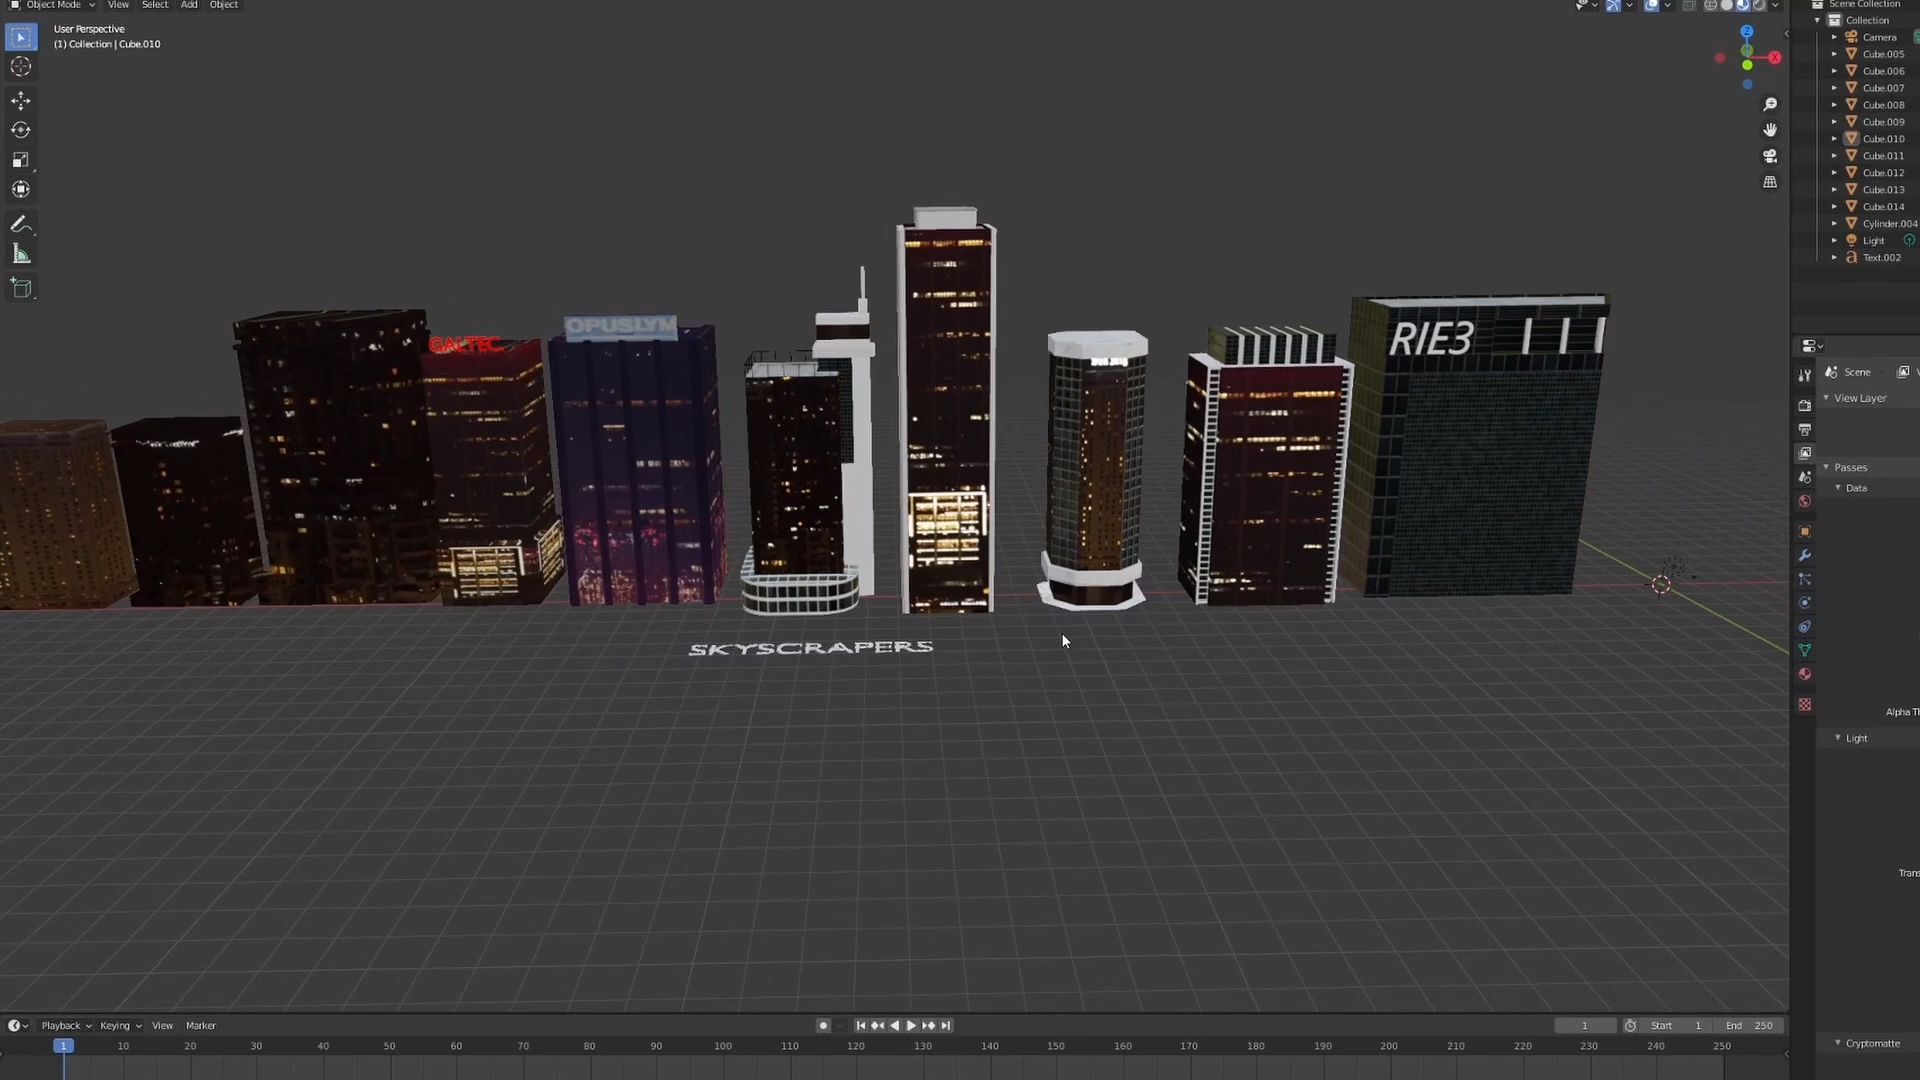 Object Mode View Select Add Object
Scene Collection
User Perspective
(1) Collection | Cube.010
Collection
Camera
Cube.005
Cube.006
Cube.007
Cube.008
Cube.009
Cube.010
Cube.011
Cube.012
Cube.013
Cube.014
Cylinder.004
Light
Text.002
Z
X
GALTEC
OPUSLYM
RIE3
SKYSCRAPERS
Scene
View Layer
Passes
Data
Alpha Th
Light
Trans
Cryptomatte
Playback Keying View Marker
1 Start 1 End 250
1 10 20 30 40 50 60 70 80 90 100 110 120 130 140 150 160 170 180 190 200 210 220 230 240 250